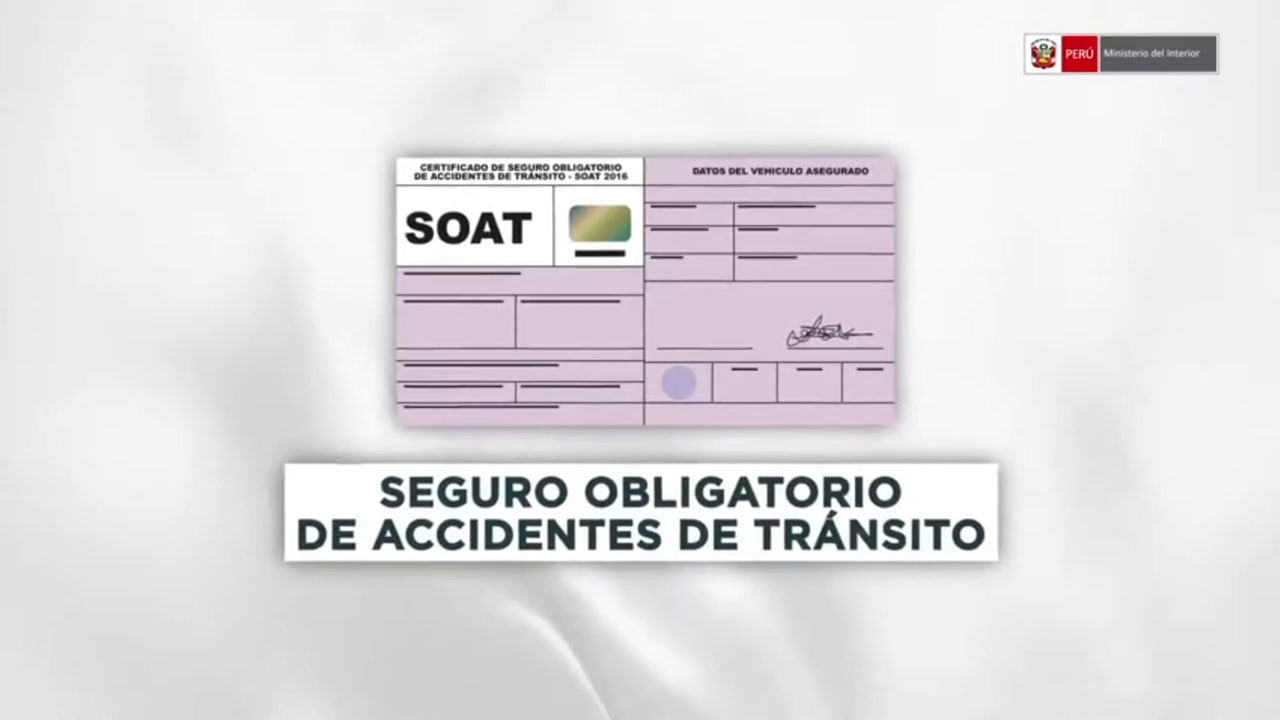 PERÚ
Ministerio del Interior
CERTIFICADO DE SEGURO OBLIGATORIO
DE ACCIDENTES DE TRÁNSITO - SOAT 2016
DATOS DEL VEHICULO ASEGURADO
SOAT
SEGURO OBLIGATORIO
DE ACCIDENTES DE TRÁNSITO